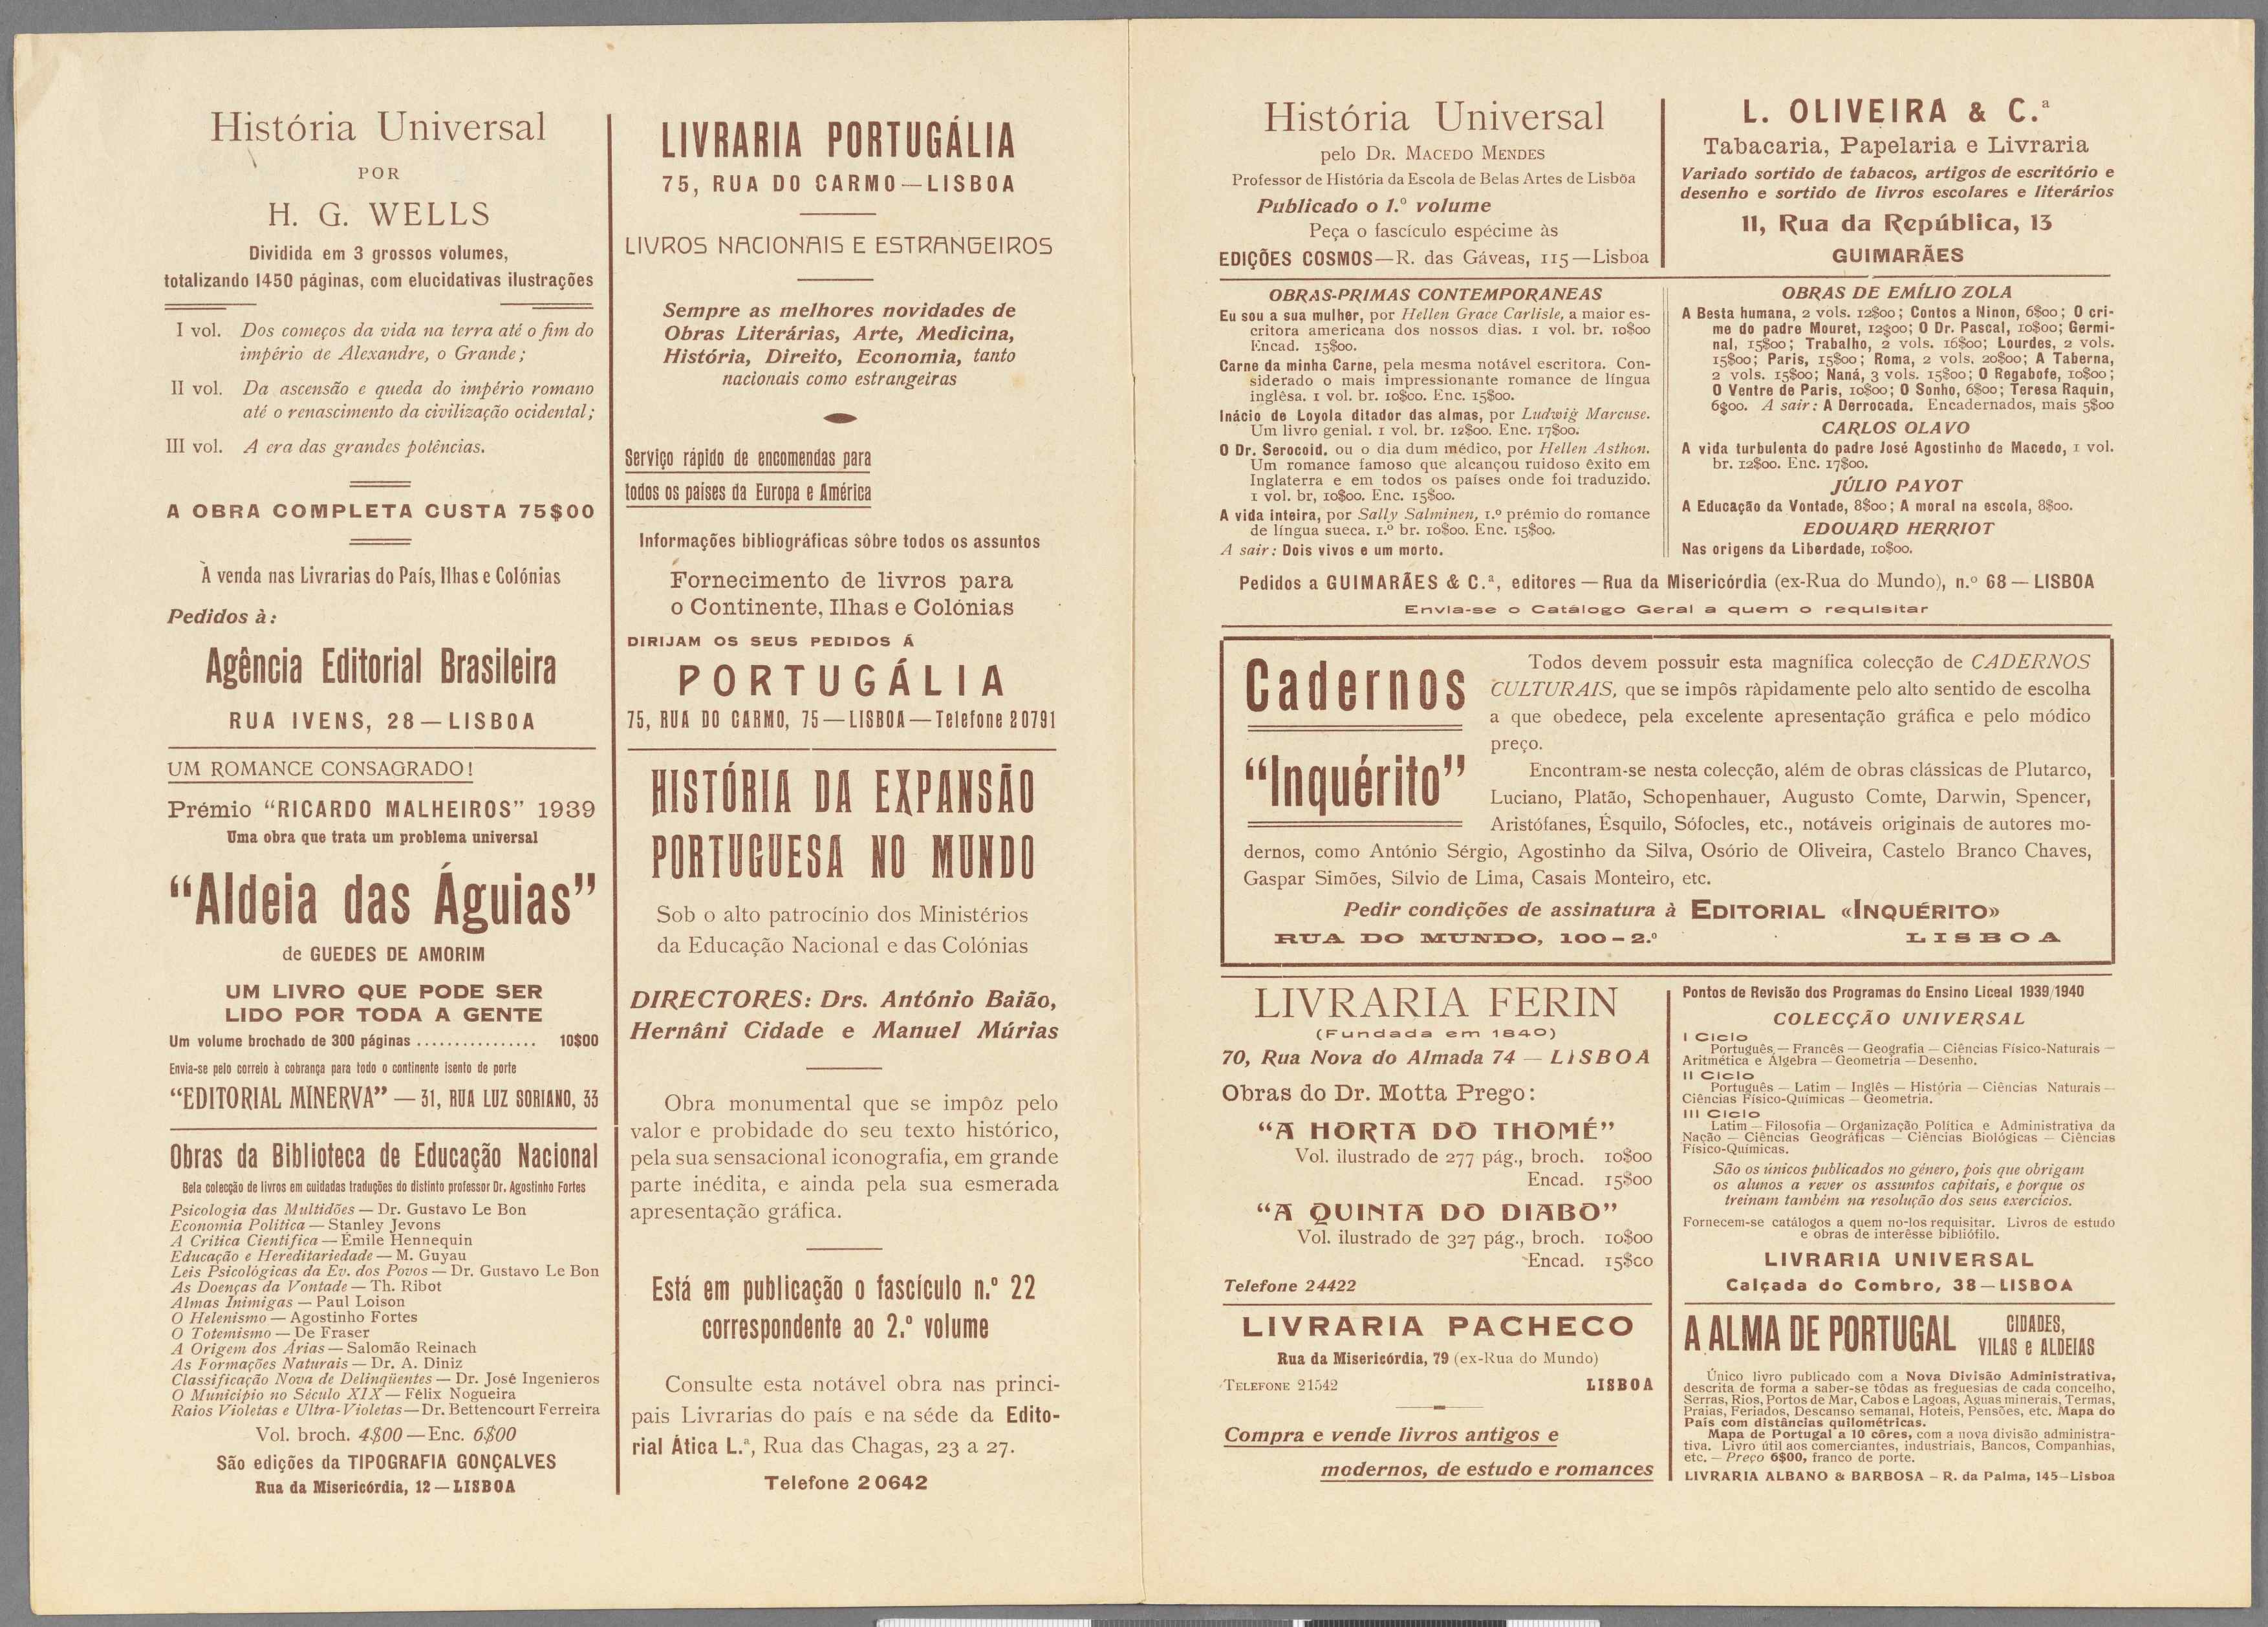 História Universal
POR
H. G. WELLS
Dividida em 3 grossos volumes,
totalizando 1450 páginas, com elucidativas ilustrações
I vol. Dos começos da vida na terra até o fim do
império de Alexandre, o Grande;
II vol. Da ascensão e queda do império romano
até o renascimento da civilização ocidental;
III vol. A era das grandes potências.
A OBRA COMPLETA CUSTA 75$00
À venda nas Livrarias do País, Ilhas e Colónias
Pedidos à:
Agência Editorial Brasileira
RUA IVENS, 28 — LISBOA
UM ROMANCE CONSAGRADO!
Prémio “RICARDO MALHEIROS” 1939
Uma obra que trata um problema universal
“Aldeia das Águias”
de GUEDES DE AMORIM
UM LIVRO QUE PODE SER
LIDO POR TODA A GENTE
Um volume brochado de 300 páginas ................ 10$00
Envia-se pelo correio à cobrança para todo o continente isento de porte
“EDITORIAL MINERVA” — 31, RUA LUZ SORIANO, 33
Obras da Biblioteca de Educação Nacional
Bela colecção de livros em cuidadas traduções do distinto professor Dr. Agostinho Fortes
Psicologia das Multidões — Dr. Gustavo Le Bon
Economia Politica — Stanley Jevons
A Critica Cientifica — Émile Hennequin
Educação e Hereditariedade — M. Guyau
Leis Psicológicas da Ev. dos Povos — Dr. Gustavo Le Bon
As Doenças da Vontade — Th. Ribot
Almas Inimigas — Paul Loison
O Helenismo — Agostinho Fortes
O Totemismo — De Fraser
A Origem dos Árias — Salomão Reinach
As Formações Naturais — Dr. A. Diniz
Classificação Nova de Delinqüentes — Dr. José Ingenieros
O Municipio no Século XIX — Félix Nogueira
Raios Violetas e Ultra-Violetas — Dr. Bettencourt Ferreira
Vol. broch. 4$00 — Enc. 6$00
São edições da TIPOGRAFIA GONÇALVES
Rua da Misericórdia, 12 — LISBOA
LIVRARIA PORTUGÁLIA
75, RUA DO CARMO — LISBOA
LIVROS NACIONAIS E ESTRANGEIROS
Sempre as melhores novidades de
Obras Literárias, Arte, Medicina,
História, Direito, Economia, tanto
nacionais como estrangeiras
Serviço rápido de encomendas para
todos os países da Europa e América
Informações bibliográficas sôbre todos os assuntos
Fornecimento de livros para
o Continente, Ilhas e Colónias
DIRIJAM OS SEUS PEDIDOS Á
PORTUGÁLIA
75, RUA DO CARMO, 75 — LISBOA — Telefone 20791
HISTÓRIA DA EXPANSÃO
PORTUGUESA NO MUNDO
Sob o alto patrocínio dos Ministérios
da Educação Nacional e das Colónias
DIRECTORES: Drs. António Baião,
Hernâni Cidade e Manuel Múrias
Obra monumental que se impôz pelo
valor e probidade do seu texto histórico,
pela sua sensacional iconografia, em grande
parte inédita, e ainda pela sua esmerada
apresentação gráfica.
Está em publicação o fascículo n.º 22
correspondente ao 2.º volume
Consulte esta notável obra nas princi-
pais Livrarias do país e na séde da Edito-
rial Ática L.ª, Rua das Chagas, 23 a 27.
Telefone 20642
História Universal
pelo DR. MACEDO MENDES
Professor de História da Escola de Belas Artes de Lisbôa
Publicado o 1.º volume
Peça o fascículo espécime às
EDIÇÕES COSMOS — R. das Gáveas, 115 — Lisboa
L. OLIVEIRA & C.ª
Tabacaria, Papelaria e Livraria
Variado sortido de tabacos, artigos de escritório e
desenho e sortido de livros escolares e literários
11, Rua da República, 13
GUIMARÃES
OBRAS-PRIMAS CONTEMPORANEAS
Eu sou a sua mulher, por Hellen Grace Carlisle, a maior es-
critora americana dos nossos dias. 1 vol. br. 10$00
Encad. 15$00.
Carne da minha Carne, pela mesma notável escritora. Con-
siderado o mais impressionante romance de língua
inglêsa. 1 vol. br. 10$00. Enc. 15$00.
Inácio de Loyola ditador das almas, por Ludwig Marcuse.
Um livro genial. 1 vol. br. 12$00. Enc. 17$00.
O Dr. Serocoid, ou o dia dum médico, por Hellen Asthon.
Um romance famoso que alcançou ruidoso êxito em
Inglaterra e em todos os países onde foi traduzido.
1 vol. br, 10$00. Enc. 15$00.
A vida inteira, por Sally Salminen, 1.º prémio do romance
de língua sueca. 1.º br. 10$00. Enc. 15$00.
A sair: Dois vivos e um morto.
OBRAS DE EMÍLIO ZOLA
A Besta humana, 2 vols. 12$00; Contos a Ninon, 6$00; O cri-
me do padre Mouret, 12$00; O Dr. Pascal, 10$00; Germi-
nal, 15$00; Trabalho, 2 vols. 16$00; Lourdes, 2 vols.
15$00; Paris, 15$00; Roma, 2 vols. 20$00; A Taberna,
2 vols. 15$00; Naná, 3 vols. 15$00; O Regabofe, 10$00;
O Ventre de Paris, 10$00; O Sonho, 6$00; Teresa Raquin,
6$00. A sair: A Derrocada. Encadernados, mais 5$00
CARLOS OLAVO
A vida turbulenta do padre José Agostinho de Macedo, 1 vol.
br. 12$00. Enc. 17$00.
JÚLIO PAYOT
A Educação da Vontade, 8$00; A moral na escola, 8$00.
EDOUARD HERRIOT
Nas origens da Liberdade, 10$00.
Pedidos a GUIMARÃES & C.ª, editores — Rua da Misericórdia (ex-Rua do Mundo), n.º 68 — LISBOA
Envia-se o Catálogo Geral a quem o requisitar
Cadernos
“Inquérito”
Todos devem possuir esta magnífica colecção de CADERNOS
CULTURAIS, que se impôs ràpidamente pelo alto sentido de escolha
a que obedece, pela excelente apresentação gráfica e pelo módico
preço.
Encontram-se nesta colecção, além de obras clássicas de Plutarco,
Luciano, Platão, Schopenhauer, Augusto Comte, Darwin, Spencer,
Aristófanes, Ésquilo, Sófocles, etc., notáveis originais de autores mo-
dernos, como António Sérgio, Agostinho da Silva, Osório de Oliveira, Castelo Branco Chaves,
Gaspar Simões, Silvio de Lima, Casais Monteiro, etc.
Pedir condições de assinatura à EDITORIAL «INQUÉRITO»
RUA DO MUNDO, 100 - 2.º LISBOA
LIVRARIA FERIN
(Fundada em 1840)
70, Rua Nova do Almada 74 — LISBOA
Obras do Dr. Motta Prego:
“A HORTA DO THOMÉ”
Vol. ilustrado de 277 pág., broch. 10$00
Encad. 15$00
“A QUINTA DO DIABO”
Vol. ilustrado de 327 pág., broch. 10$00
Encad. 15$00
Telefone 24422
LIVRARIA PACHECO
Rua da Misericórdia, 79 (ex-Rua do Mundo)
TELEFONE 21542 LISBOA
Compra e vende livros antigos e
modernos, de estudo e romances
Pontos de Revisão dos Programas do Ensino Liceal 1939/1940
COLECÇÃO UNIVERSAL
I Ciclo
Português, — Francês — Geografia — Ciências Físico-Naturais —
Aritmética e Álgebra — Geometria — Desenho.
II Ciclo
Português — Latim — Inglês — História — Ciências Naturais —
Ciências Físico-Químicas — Geometria.
III Ciclo
Latim — Filosofia — Organização Política e Administrativa da
Nação — Ciências Geográficas — Ciências Biológicas — Ciências
Físico-Químicas.
São os únicos publicados no género, pois que obrigam
os alunos a rever os assuntos capitais, e porque os
treinam também na resolução dos seus exercícios.
Fornecem-se catálogos a quem no-los requisitar. Livros de estudo
e obras de interêsse bibliófilo.
LIVRARIA UNIVERSAL
Calçada do Combro, 38 — LISBOA
A ALMA DE PORTUGAL CIDADES,
VILAS e ALDEIAS
Único livro publicado com a Nova Divisão Administrativa,
descrita de forma a saber-se tôdas as freguesias de cada concelho,
Serras, Rios, Portos de Mar, Cabos e Lagoas, Aguas minerais, Termas,
Praias, Feriados, Descanso semanal, Hoteis, Pensões, etc. Mapa do
País com distâncias quilométricas.
Mapa de Portugal a 10 côres, com a nova divisão administra-
tiva. Livro útil aos comerciantes, industriais, Bancos, Companhias,
etc. — Preço 6$00, franco de porte.
LIVRARIA ALBANO & BARBOSA — R. da Palma, 145 — Lisboa